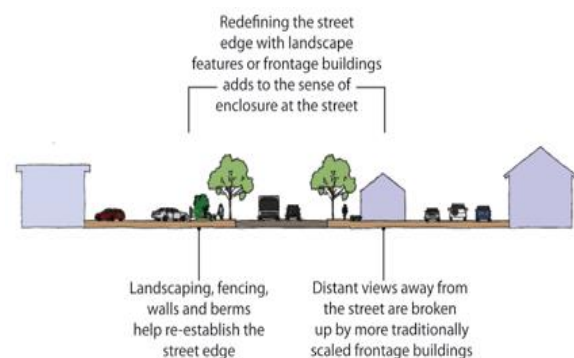 Redefining the street
edge with landscape
features or frontage buildings
adds to the sense of
enclosure at the street
Landscaping, fencing,
walls and berms
help re-establish the
street edge
Distant views away from
the street are broken
up by more traditionally
scaled frontage buildings